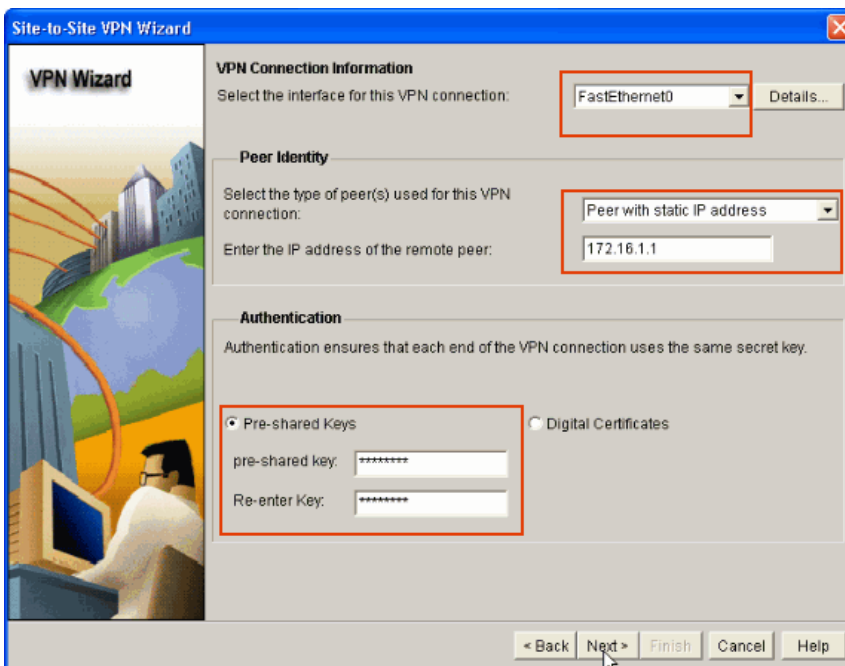 Site-to-Site VPN Wizard
VPN Wizard
VPN Connection Information
Select the interface for this VPN connection:
FastEthernet0
Details...
Peer Identity
Select the type of peer(s) used for this VPN
connection:
Peer with static IP address
Enter the IP address of the remote peer:
172.16.1.1
Authentication
Authentication ensures that each end of the VPN connection uses the same secret key.
Pre-shared Keys
Digital Certificates
pre-shared key:
********
Re-enter Key:
********
< Back
Next >
Finish
Cancel
Help